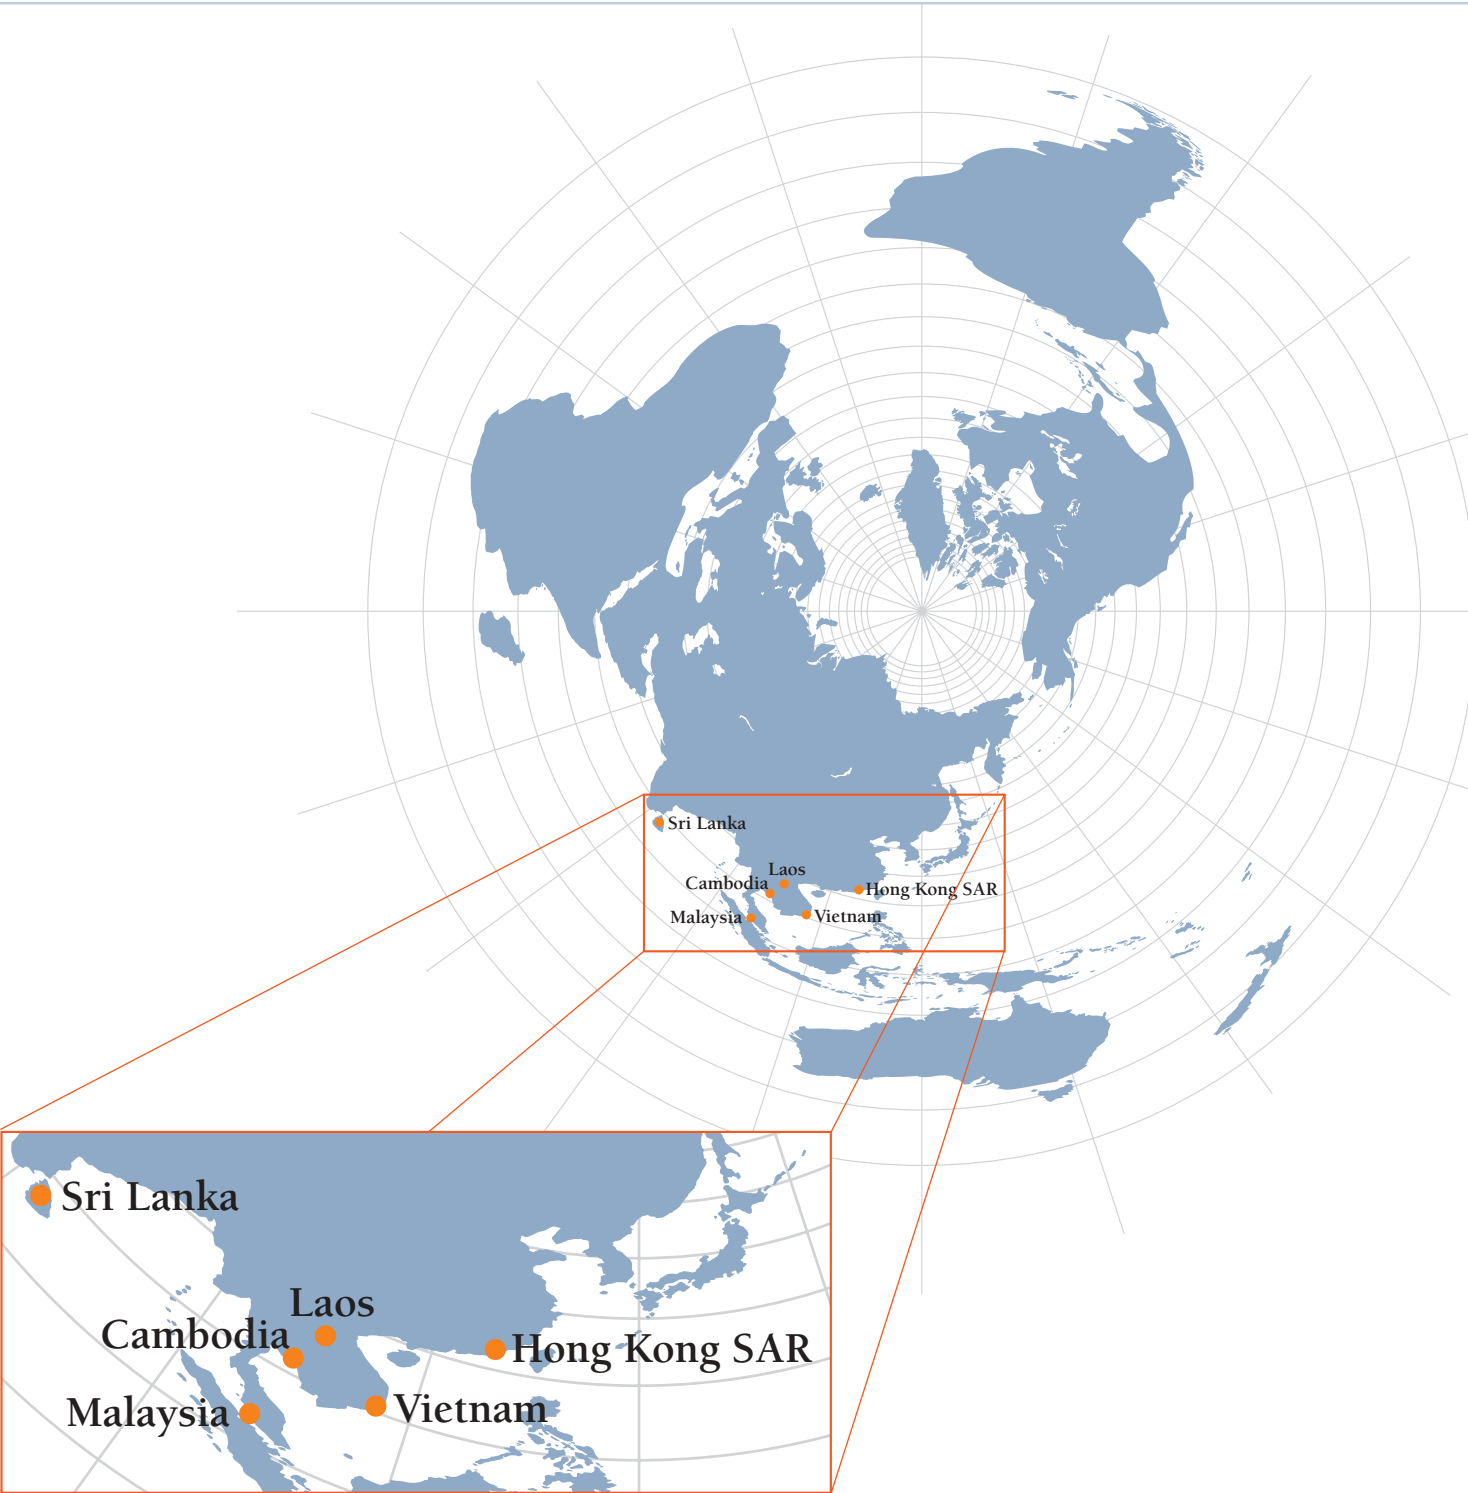 Sri Lanka
Laos
Cambodia
Hong Kong SAR
Malaysia
Vietnam
Sri Lanka
Laos
Cambodia
Hong Kong SAR
Malaysia
Vietnam